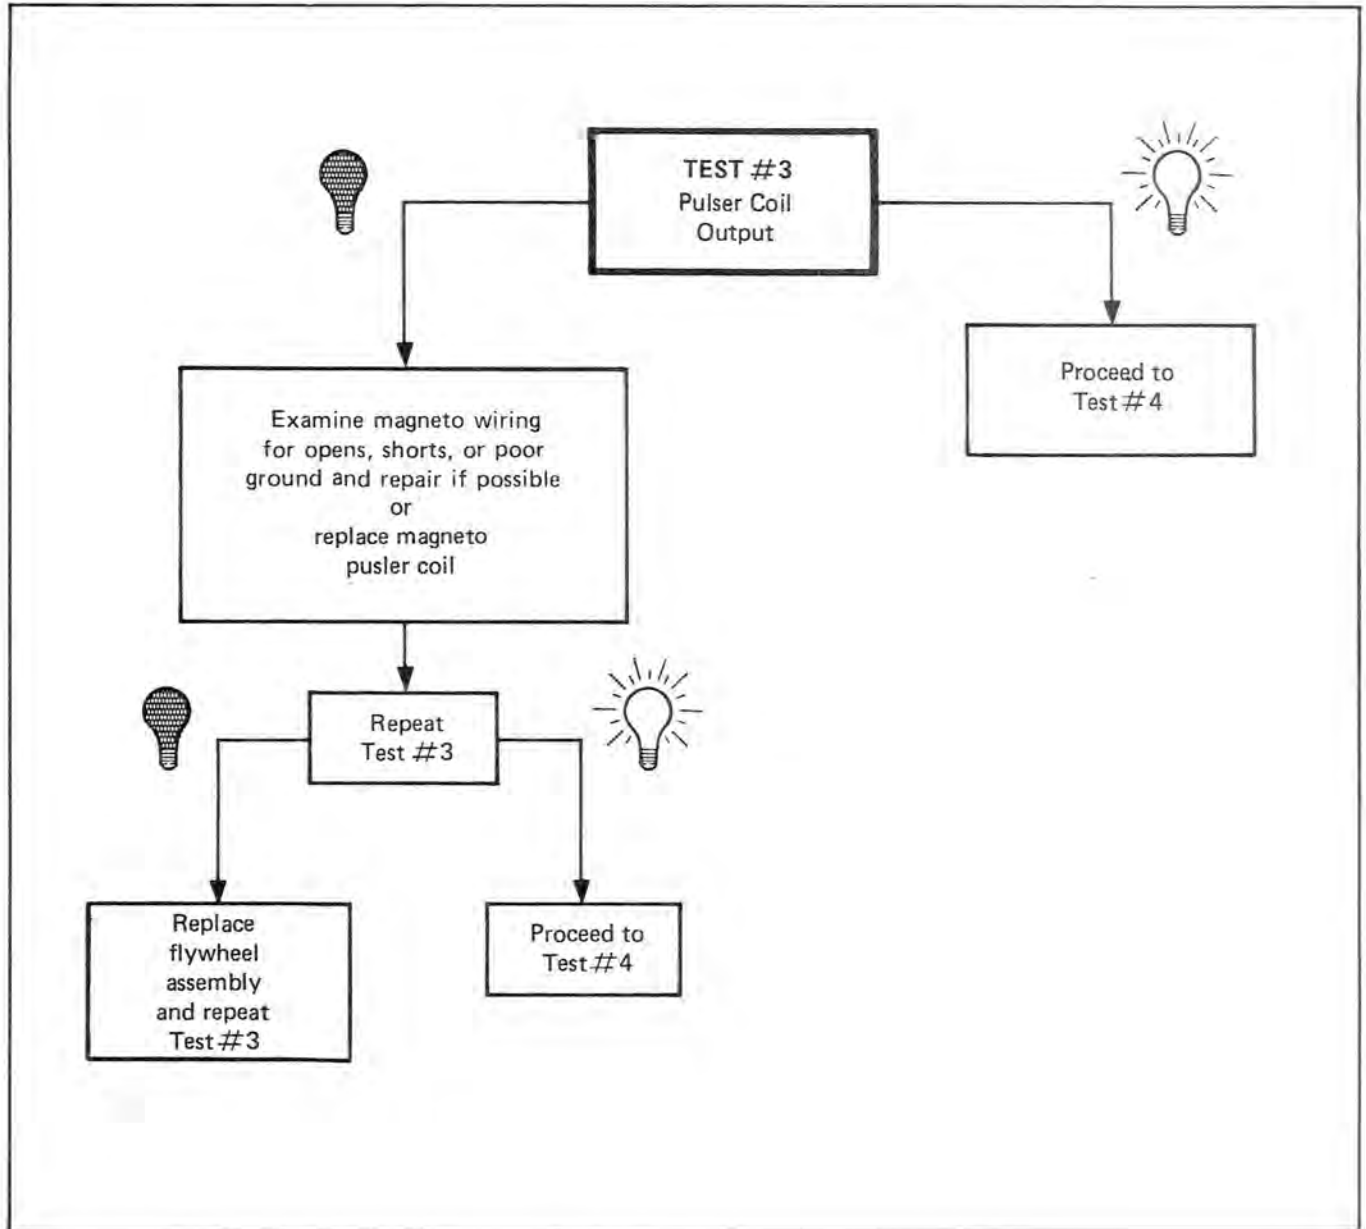 TEST #3
Pulser Coil
Output
Proceed to
Test #4
Examine magneto wiring
for opens, shorts, or poor
ground and repair if possible
or
replace magneto
pusler coil
Repeat
Test #3
Replace
flywheel
assembly
and repeat
Test #3
Proceed to
Test #4